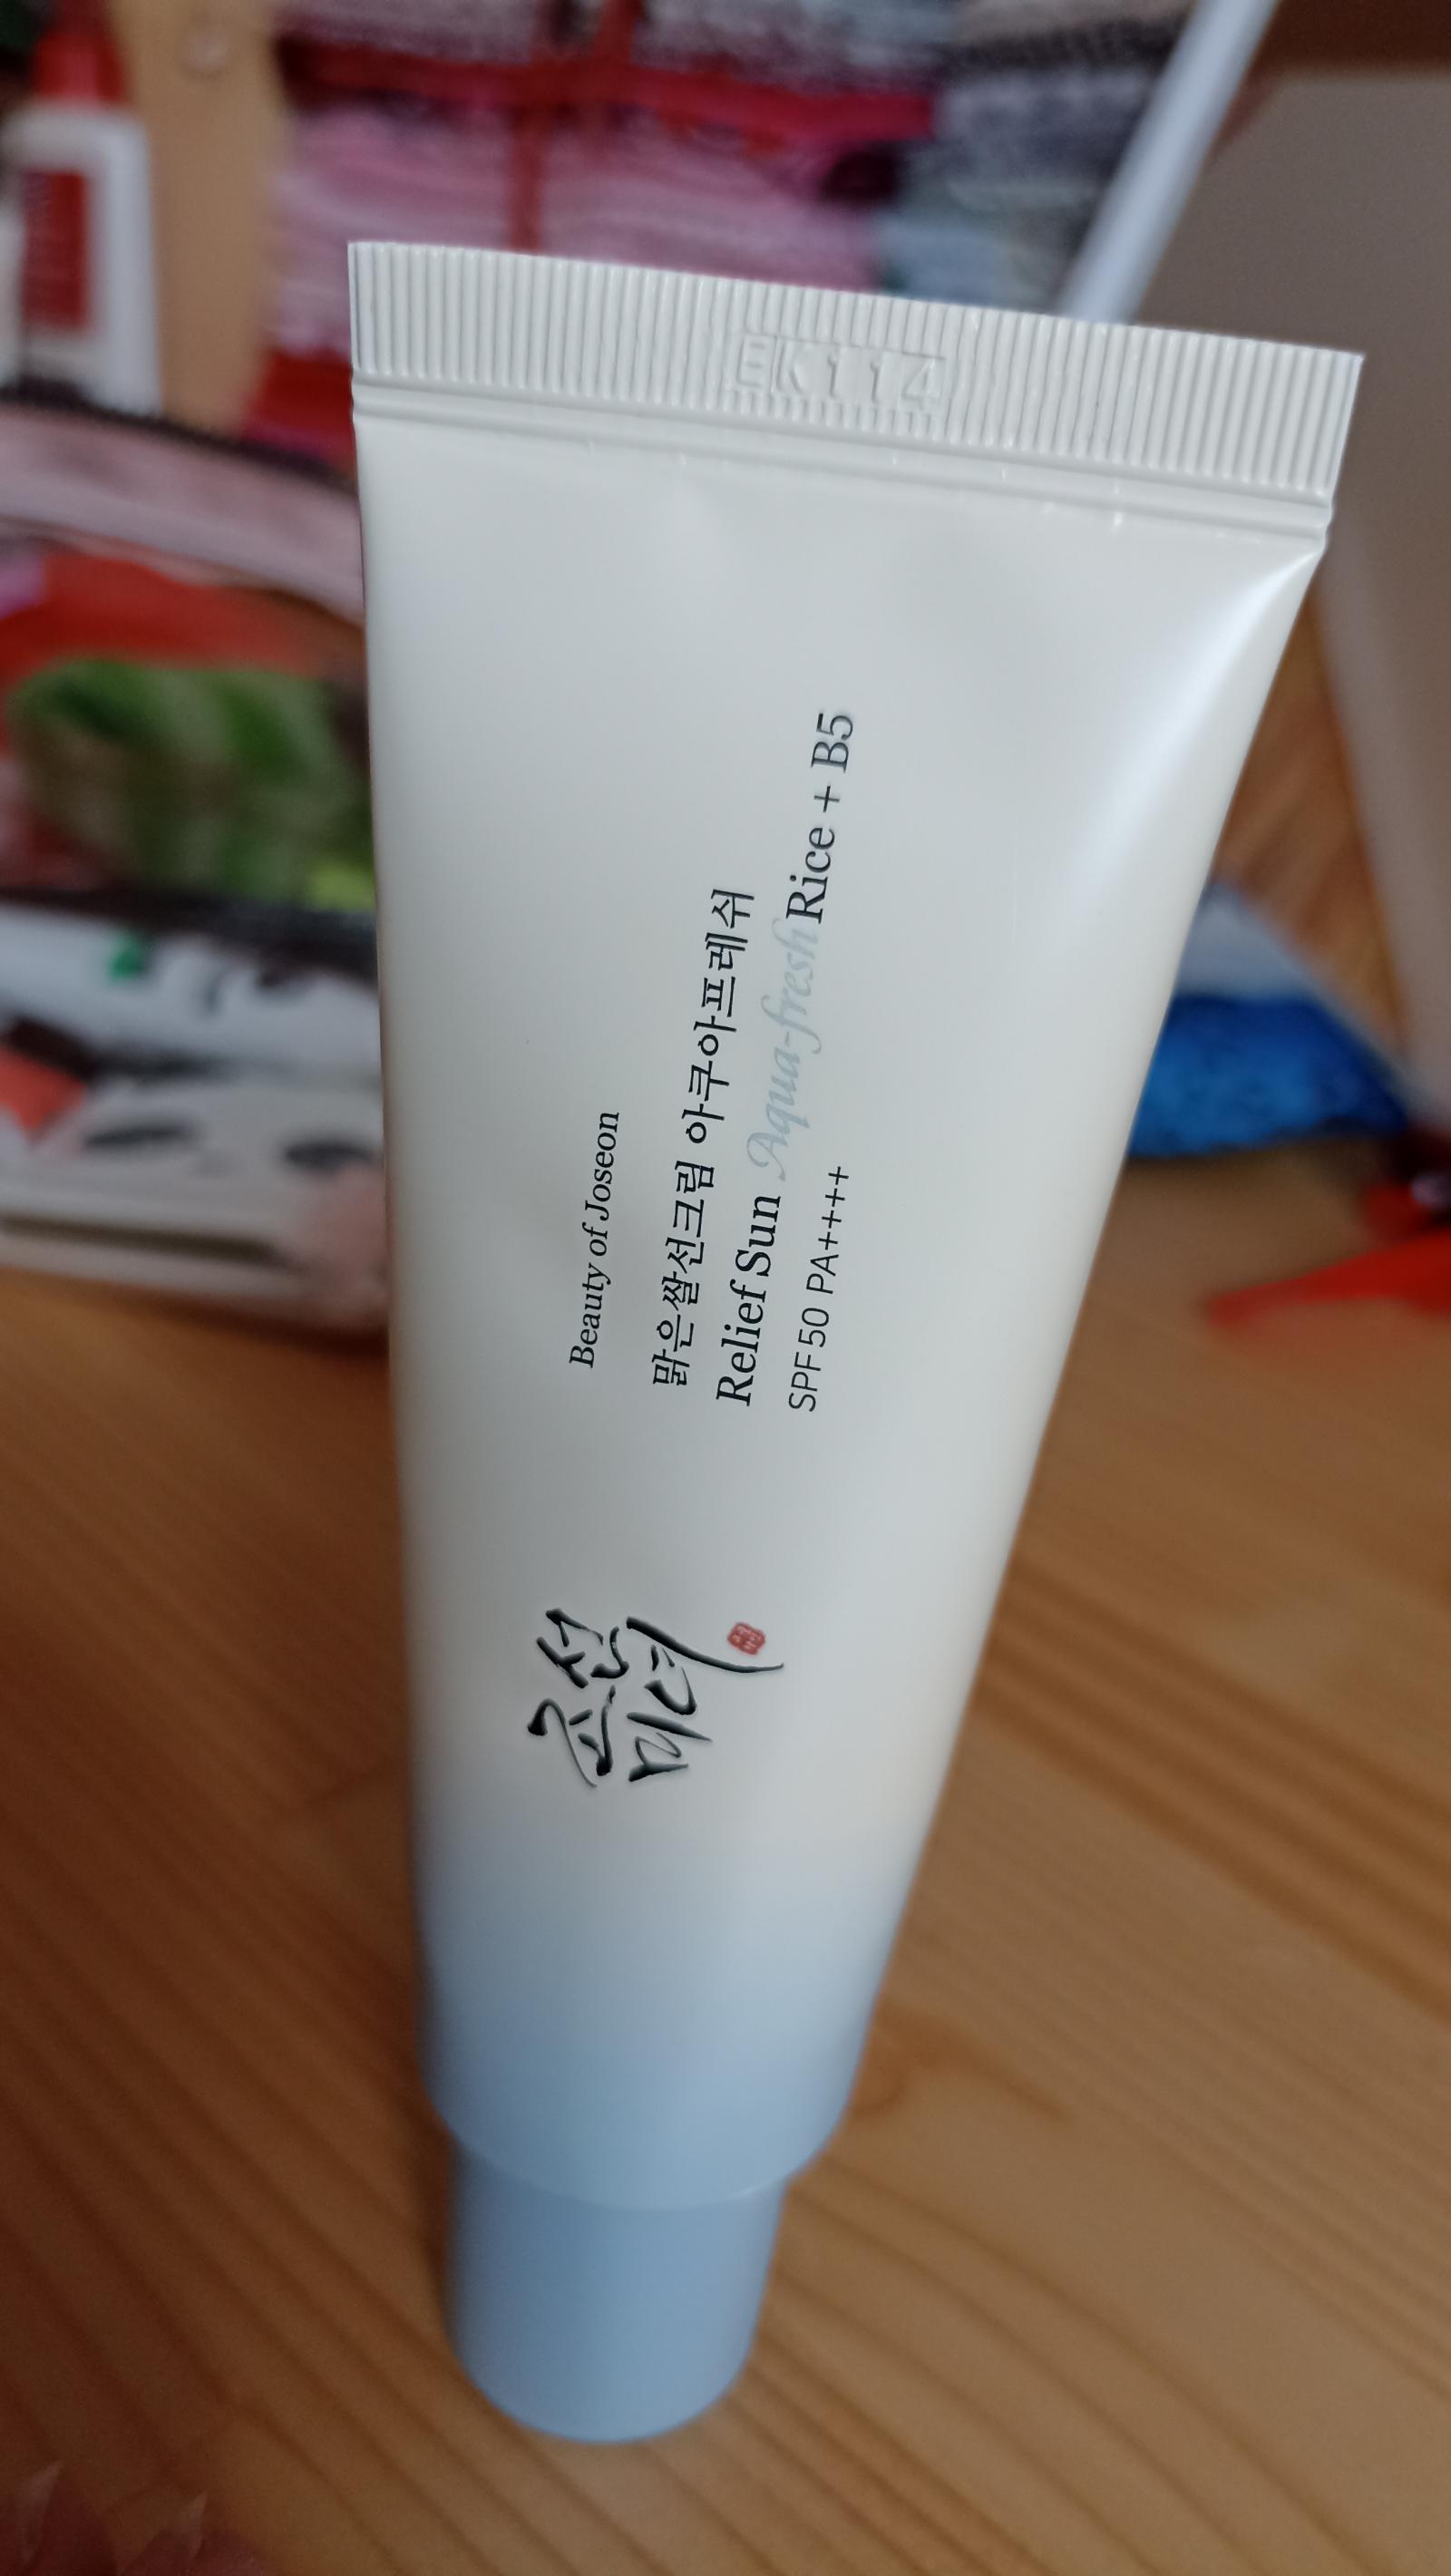 EK114
Beauty of Joseon
맑은쌀선크림 아쿠아프레쉬
Relief Sun Aqua-fresh Rice + B5
SPF50 PA++++
조선
미녀